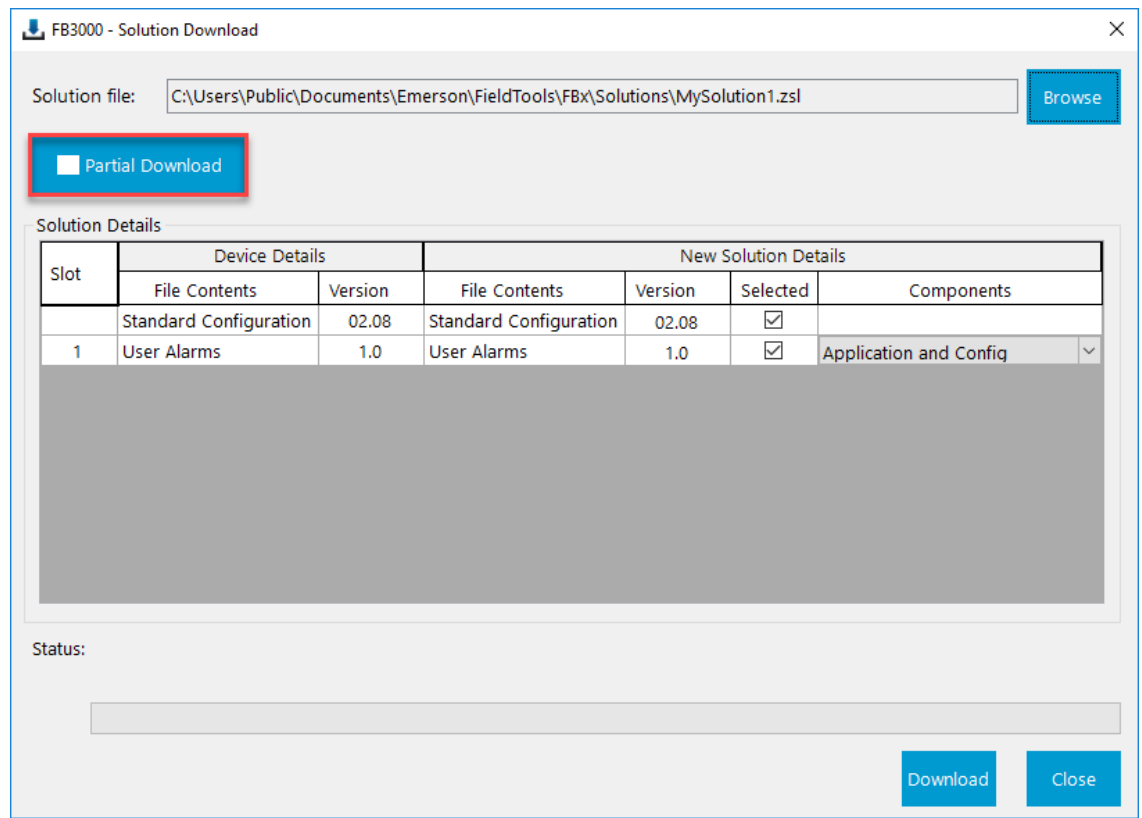 FB3000 - Solution Download
Solution file: C:\Users\Public\Documents\Emerson\FieldTools\FBx\Solutions\MySolution1.zsl Browse
Partial Download
Solution Details
Slot Device Details New Solution Details
File Contents Version File Contents Version Selected Components
Standard Configuration 02.08 Standard Configuration 02.08
1 User Alarms 1.0 User Alarms 1.0 Application and Config
Status:
Download Close